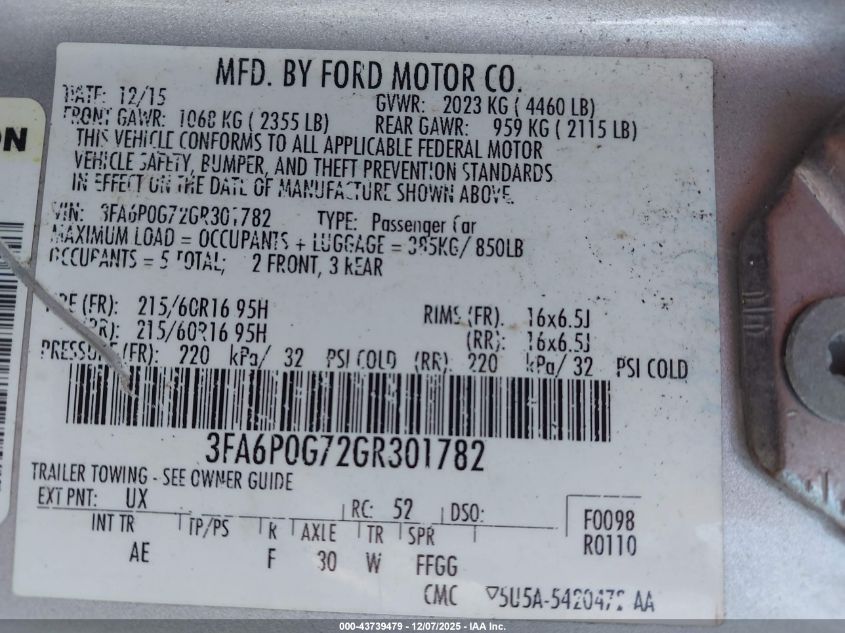 MFD. BY FORD MOTOR CO.
DATE: 12/15 GVWR: 2023 KG ( 4460 LB)
FRONT GAWR: 1068 KG ( 2355 LB) REAR GAWR: 959 KG ( 2115 LB)
THIS VEHICLE CONFORMS TO ALL APPLICABLE FEDERAL MOTOR
VEHICLE SAFETY, BUMPER, AND THEFT PREVENTION STANDARDS
IN EFFECT ON THE DATE OF MANUFACTURE SHOWN ABOVE.
VIN: 3FA6P0G72GR301782 TYPE: Passenger Car
MAXIMUM LOAD = OCCUPANTS + LUGGAGE = 385KG/ 850LB
OCCUPANTS = 5 TOTAL; 2 FRONT, 3 REAR
(FR): 215/60R16 95H RIMS (FR). 16x6.5J
215/60R16 95H (RR): 16x6.5J
PRESSURE (FR): 220 kPa/ 32 PSI COLD (RR): 220 kPa/ 32 PSI COLD
3FA6P0G72GR301782
TRAILER TOWING - SEE OWNER GUIDE
EXT PNT: UX RC: 52 DSO:
INT TR TP/PS R AXLE TR SPR
AE F 30 W FFGG
F0098
R0110
CMC ▽5U5A-5420472 AA
ON
000-43739479 - 12/07/2025 - IAA Inc.